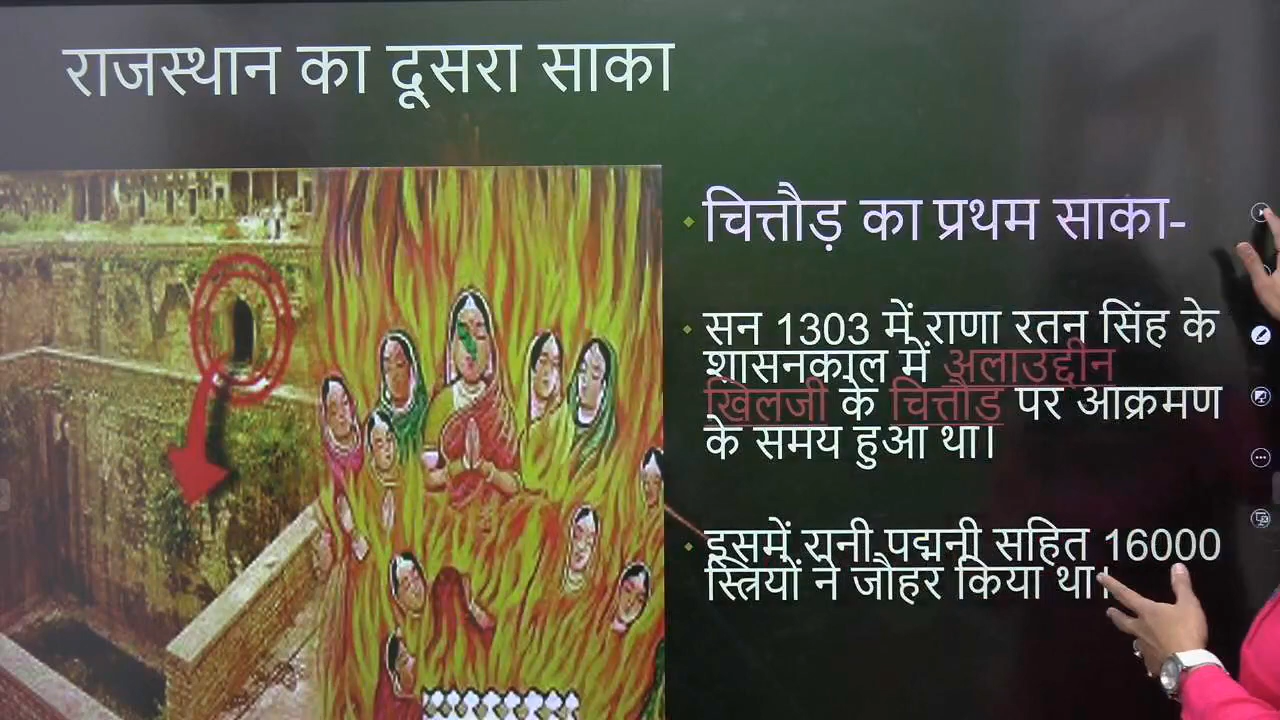 राजस्थान का दूसरा साका
चित्तौड़ का प्रथम साका-
सन 1303 में राणा रतन सिंह के
शासनकाल में अलाउद्दीन
खिलजी के चित्तौड़ पर आक्रमण
के समय हुआ था।
इसमें रानी पद्मनी सहित 16000
स्त्रियों ने जौहर किया था।